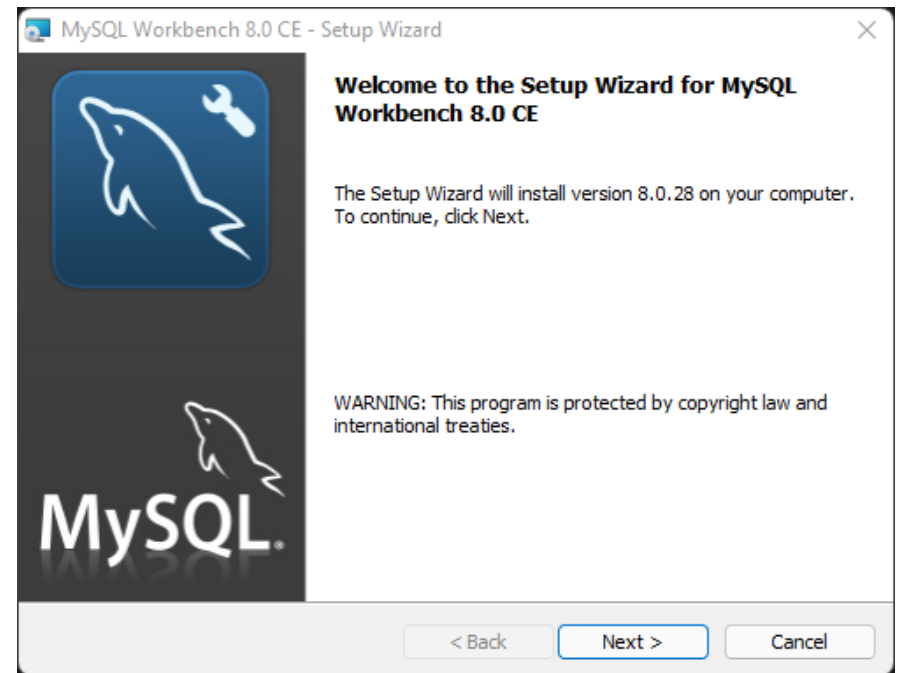 MySQL Workbench 8.0 CE - Setup Wizard
Welcome to the Setup Wizard for MySQL
Workbench 8.0 CE
The Setup Wizard will install version 8.0.28 on your computer.
To continue, click Next.
WARNING: This program is protected by copyright law and
international treaties.
MySQL®
< Back
Next >
Cancel